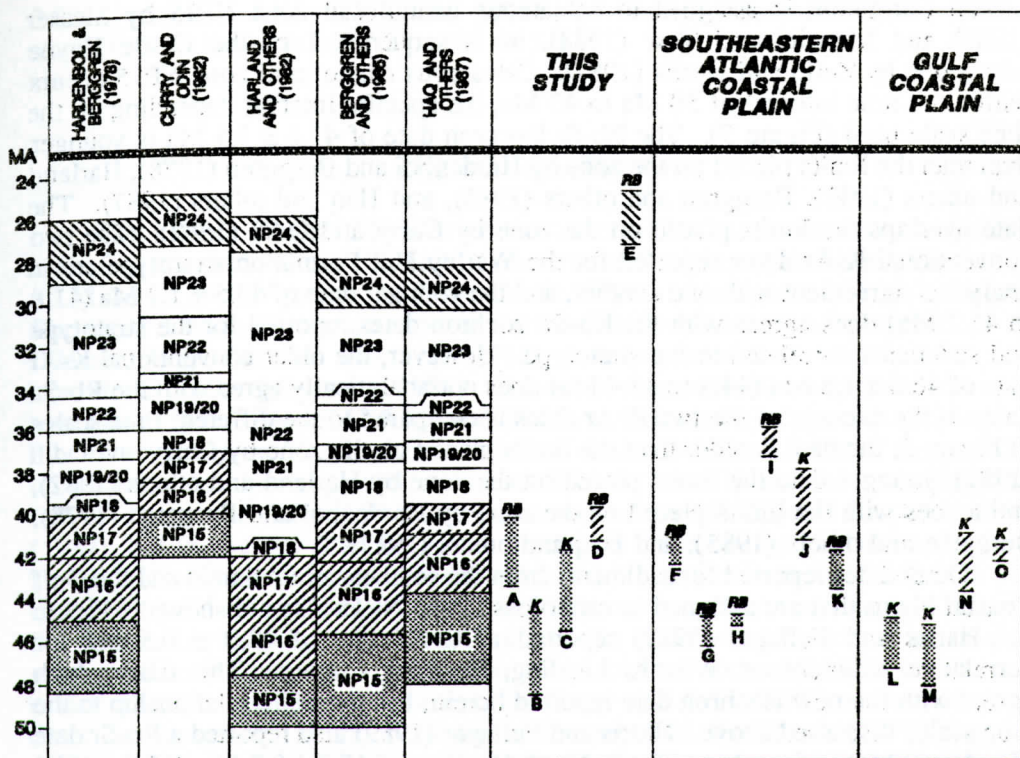 HARDENBOL &
BERGGREN
(1978)
CURRY AND
ODIN
(1982)
HARLAND
AND OTHERS
(1982)
BERGGREN
AND OTHERS
(1985)
HAQ AND
OTHERS
(1987)
THIS
STUDY
SOUTHEASTERN
ATLANTIC
COASTAL
PLAIN
GULF
COASTAL
PLAIN
MA
24
26
28
30
32
34
36
38
40
42
44
46
48
50
NP24
NP23
NP22
NP21
NP19/20
NP18
NP17
NP16
NP15
NP24
NP23
NP22
NP21
NP19/20
NP18
NP17
NP16
NP15
NP24
NP23
NP22
NP21
NP19/20
NP18
NP17
NP16
NP15
NP24
NP23
NP22
NP21
NP19/20
NP18
NP17
NP16
NP15
NP24
NP23
NP22
NP21
NP19/20
NP18
NP17
NP16
NP15
RB
A
K
B
K
C
RB
D
RB
E
RB
F
RB
G
RB
H
RB
I
K
J
RB
K
K
L
K
M
K
N
K
O